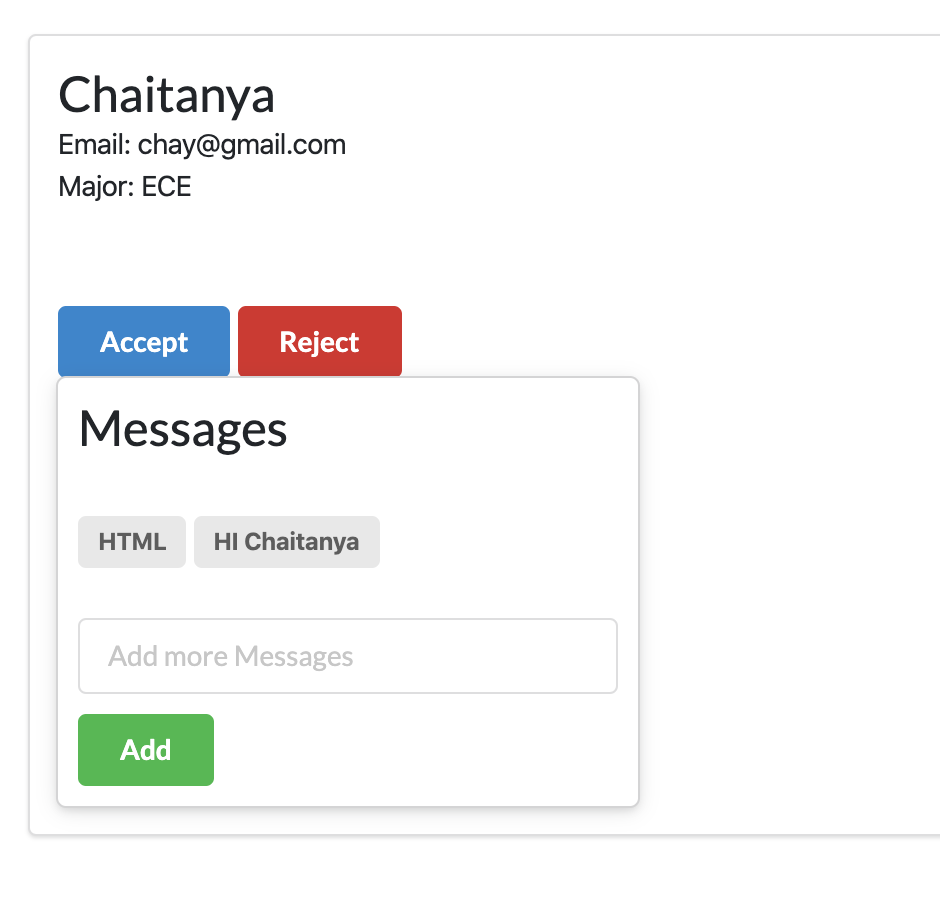 Chaitanya
Email: chay@gmail.com
Major: ECE
Accept Reject
Messages
HTML HI Chaitanya
Add more Messages
Add